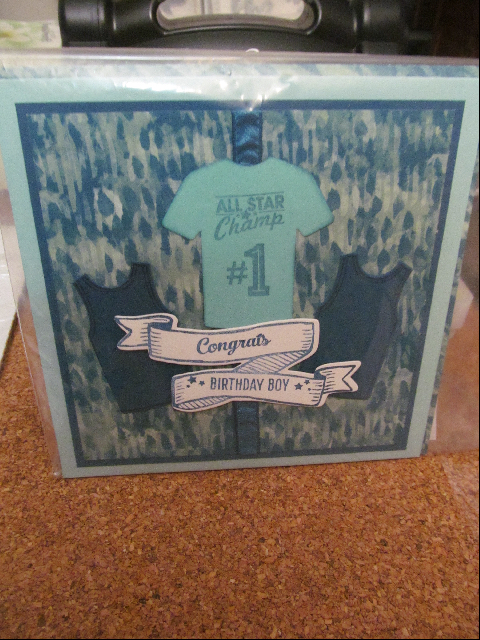 ALL STAR
Champ
#1
Congrats
BIRTHDAY BOY